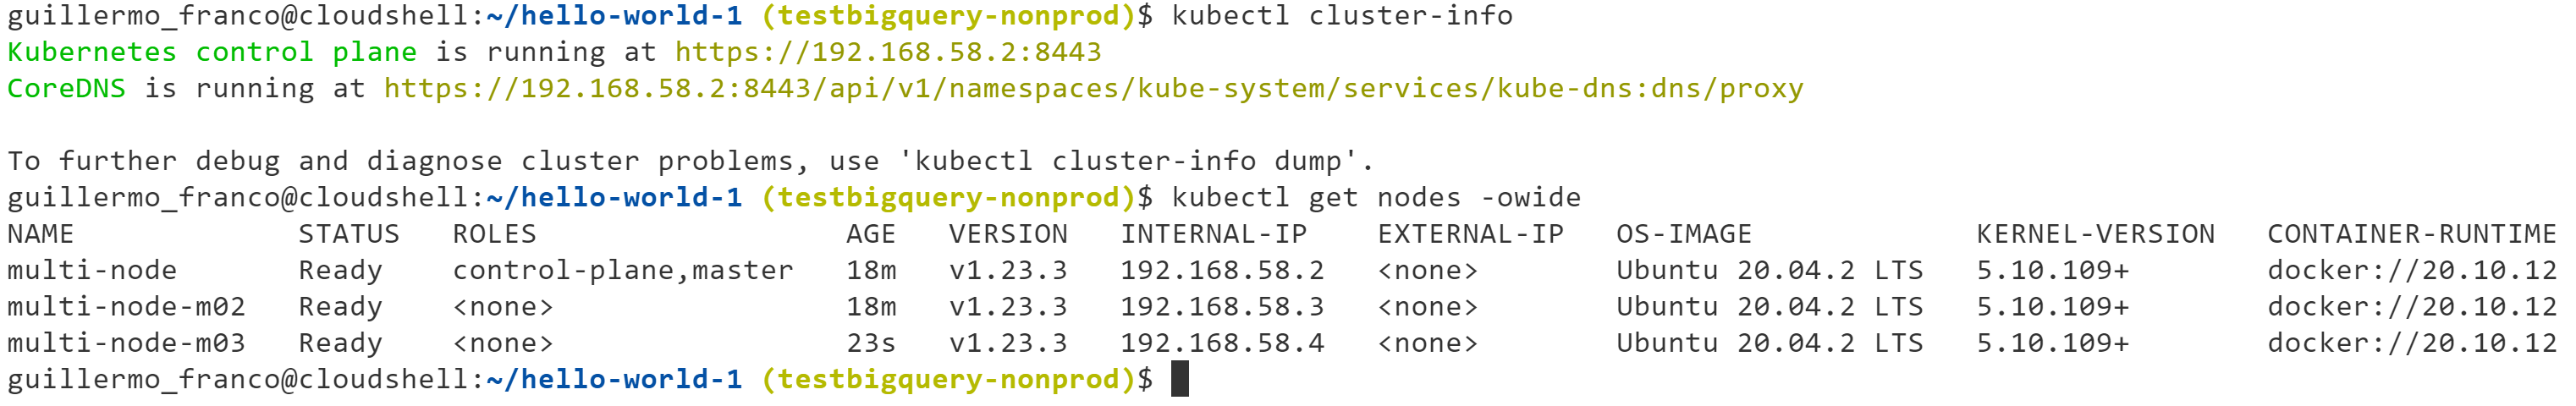 guillermo_franco@cloudshell:~/hello-world-1 (testbigquery-nonprod)$ kubectl cluster-info
Kubernetes control plane is running at https://192.168.58.2:8443
CoreDNS is running at https://192.168.58.2:8443/api/v1/namespaces/kube-system/services/kube-dns:dns/proxy
To further debug and diagnose cluster problems, use 'kubectl cluster-info dump'.
guillermo_franco@cloudshell:~/hello-world-1 (testbigquery-nonprod)$ kubectl get nodes -owide
NAME STATUS ROLES AGE VERSION INTERNAL-IP EXTERNAL-IP OS-IMAGE KERNEL-VERSION CONTAINER-RUNTIME
multi-node Ready control-plane,master 18m v1.23.3 192.168.58.2 <none> Ubuntu 20.04.2 LTS 5.10.109+ docker://20.10.12
multi-node-m02 Ready <none> 18m v1.23.3 192.168.58.3 <none> Ubuntu 20.04.2 LTS 5.10.109+ docker://20.10.12
multi-node-m03 Ready <none> 23s v1.23.3 192.168.58.4 <none> Ubuntu 20.04.2 LTS 5.10.109+ docker://20.10.12
guillermo_franco@cloudshell:~/hello-world-1 (testbigquery-nonprod)$